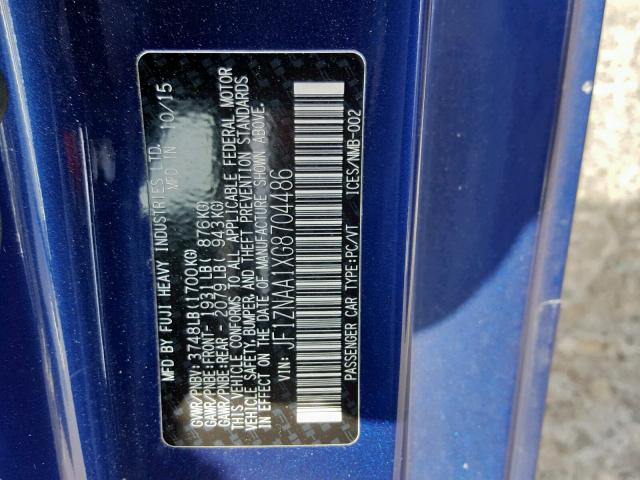 MFD BY FUJI HEAVY INDUSTRIES LTD.
MFD IN 10/15
GVWR/PNBV: 3748LB(1700KG)
GAWR/PNBE:FRONT- 1931LB( 876KG)
GAWR/PNBE:REAR - 2079LB( 943KG)
THIS VEHICLE CONFORMS TO ALL APPLICABLE FEDERAL MOTOR
VEHICLE SAFETY,BUMPER, AND THEFT PREVENTION STANDARDS
IN EFFECT ON THE DATE OF MANUFACTURE SHOWN ABOVE.
VIN: JF1ZNAA1XG8704486
PASSENGER CAR TYPE:PC/VT
ICES/NMB-002